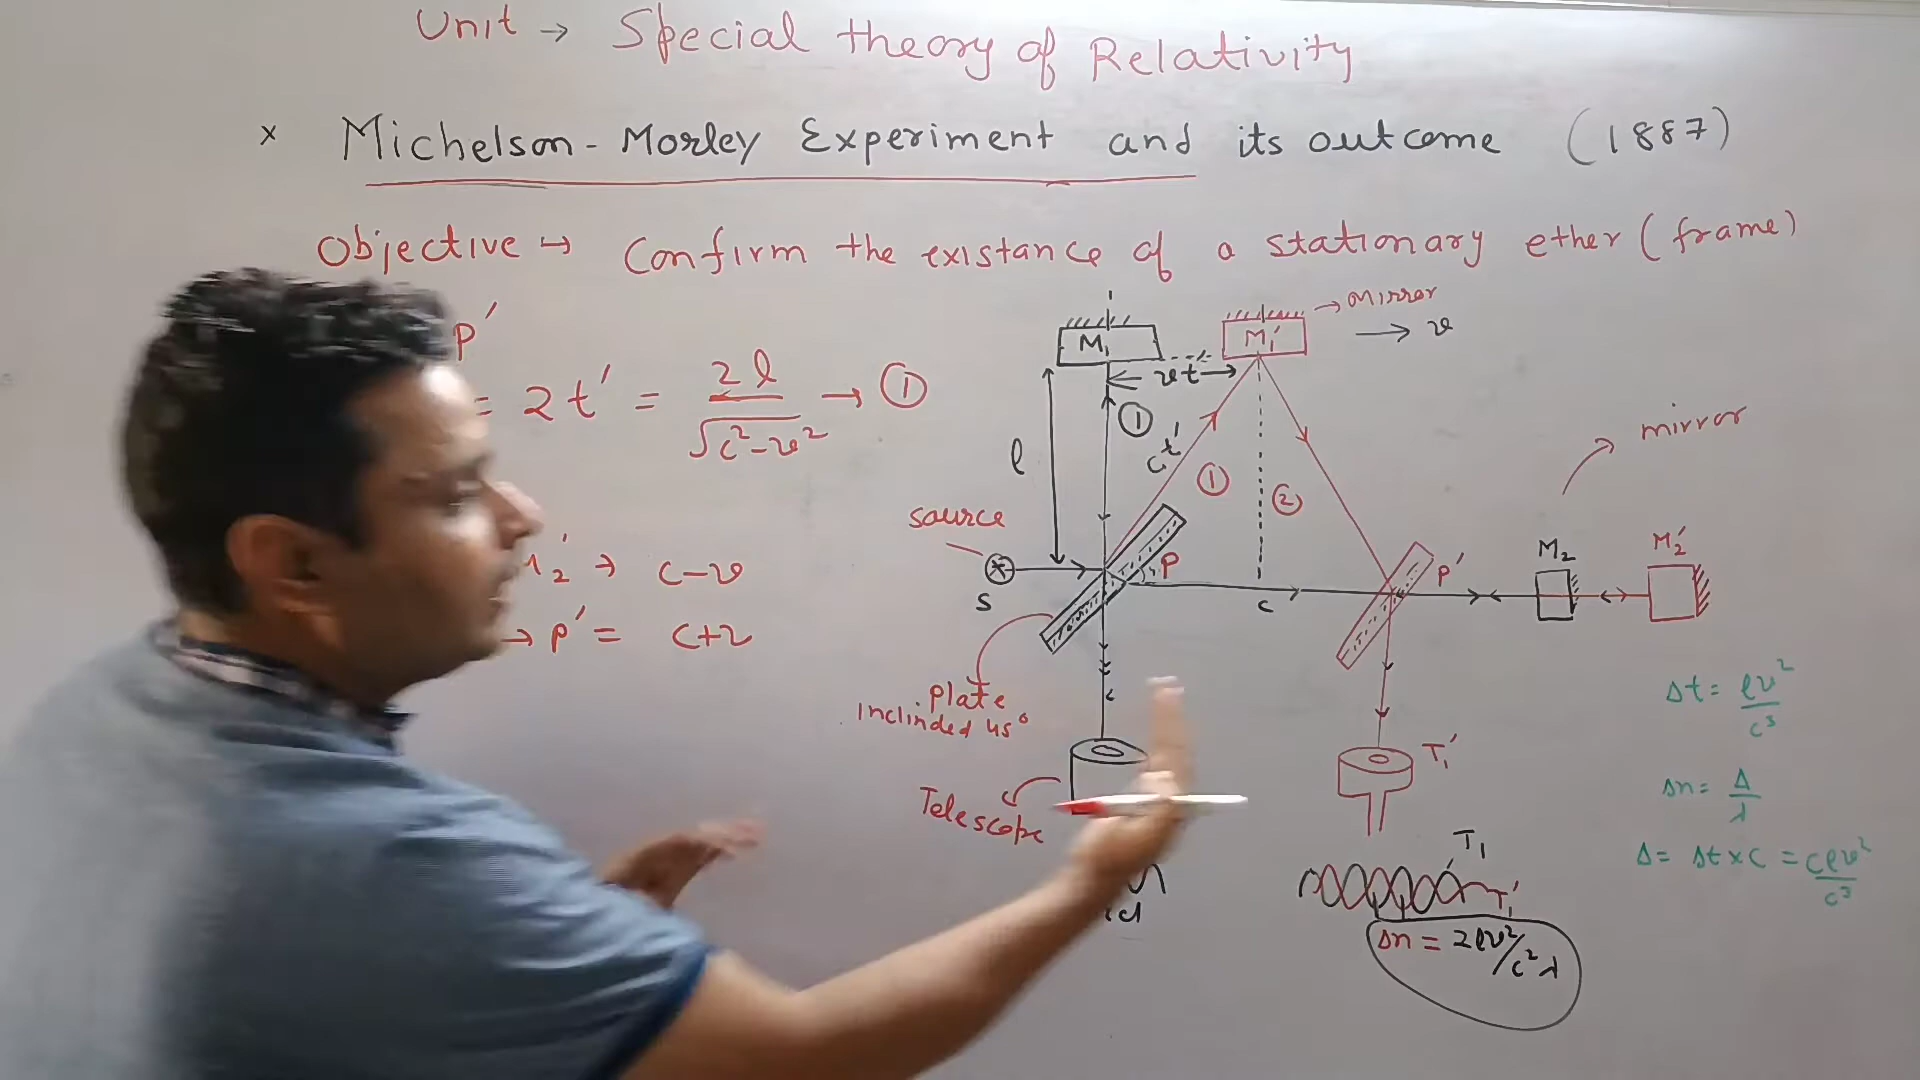 Unit → Special theory of Relativity
× Michelson-Morley Experiment and its outcome (1887)
Objective ↪ Confirm the existance of a stationary ether (frame)
P'
= 2t' = 2l/√c²-v² → ①
M₂' → c-v
→ P' = c+v
M₁
M₁'
→ mirror
→ v
vt
①
ct'
l
①
②
mirror
source
S
P
c
P'
M₂
M₂'
plate
Inclinded 45°
Telescope
T₁'
Δt = lv²/c³
Δn = Δ/λ
Δ = Δt×c = clv²/c³
T₁
T₁'
Δn = 2lv²/c²λ